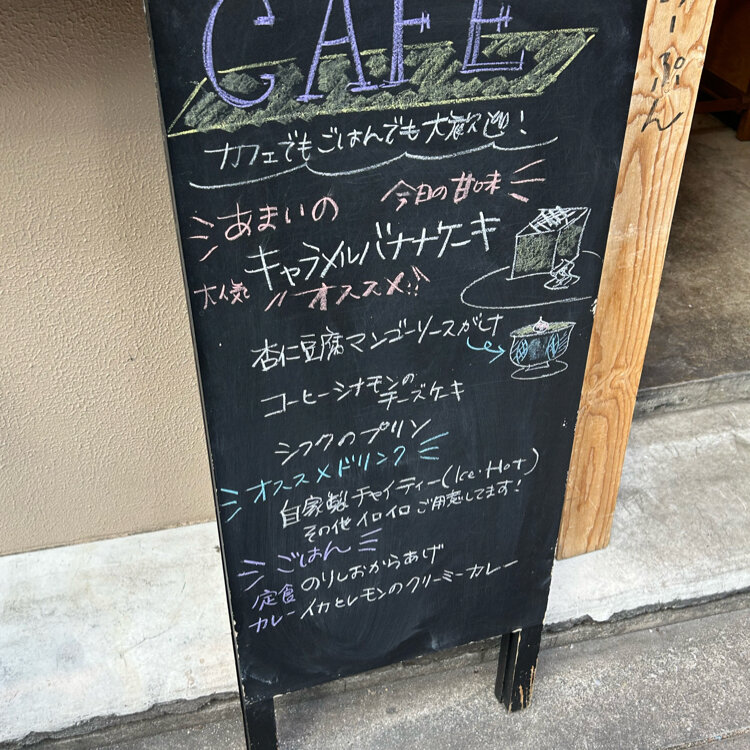 CAFE
カフェでもごはんでも大歓迎!
あまいの 今日の甘味
キャラメルバナナケーキ
大人気 オススメ!!
杏仁豆腐マンゴーソースがけ
コーヒーシナモンの
チーズケーキ
シフクのプリン
オススメドリンク
自家製チャイティー(Ice・Hot)
その他イロイロご用意してます!
ごはん
定食 のりしおからあげ
カレー イカとレモンのクリーミーカレー
ーぷん